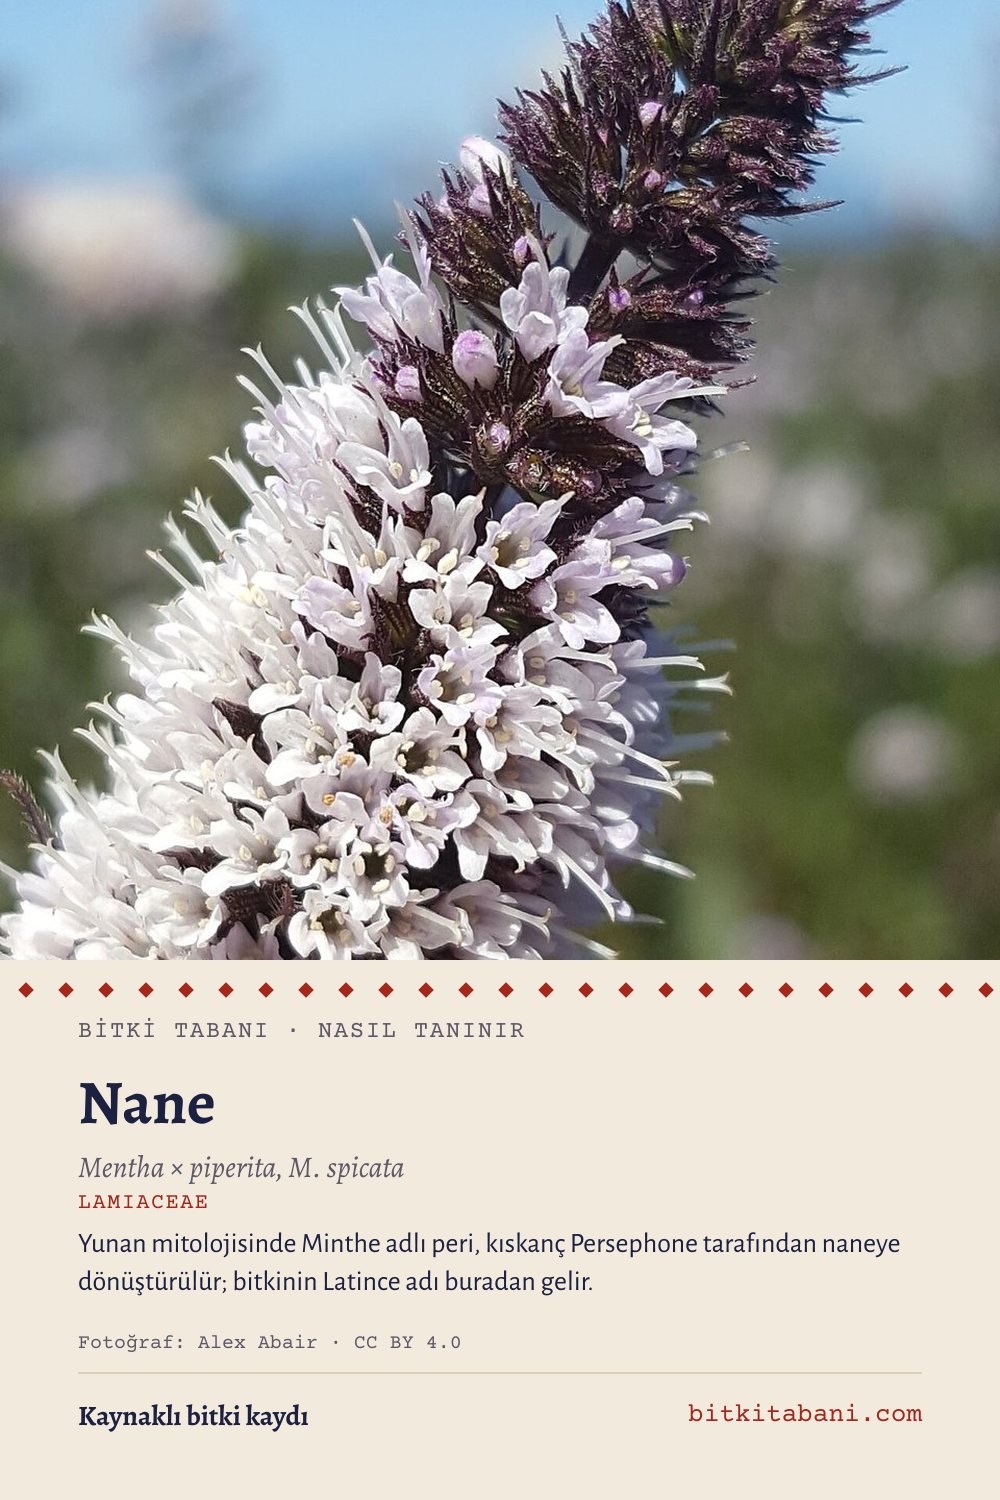 BİTKİ TABANI · NASIL TANINIR
Nane
Mentha × piperita, M. spicata
LAMIACEAE
Yunan mitolojisinde Minthe adlı peri, kıskanç Persephone tarafından naneye
dönüştürülür; bitkinin Latince adı buradan gelir.
Fotoğraf: Alex Abair · CC BY 4.0
Kaynaklı bitki kaydı
bitkitabani.com